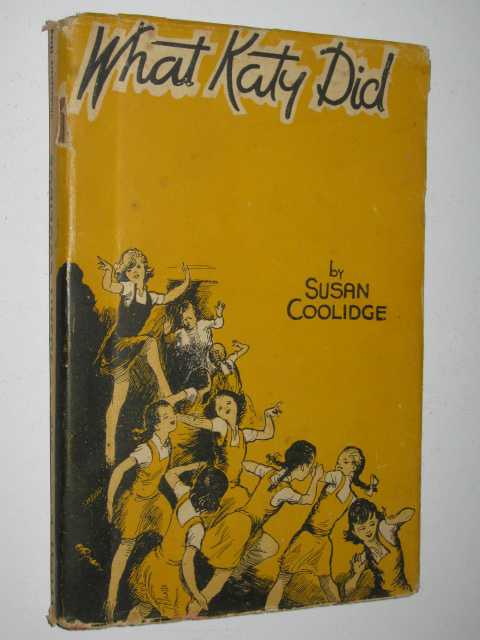 What Katy Did
by
SUSAN
COOLIDGE